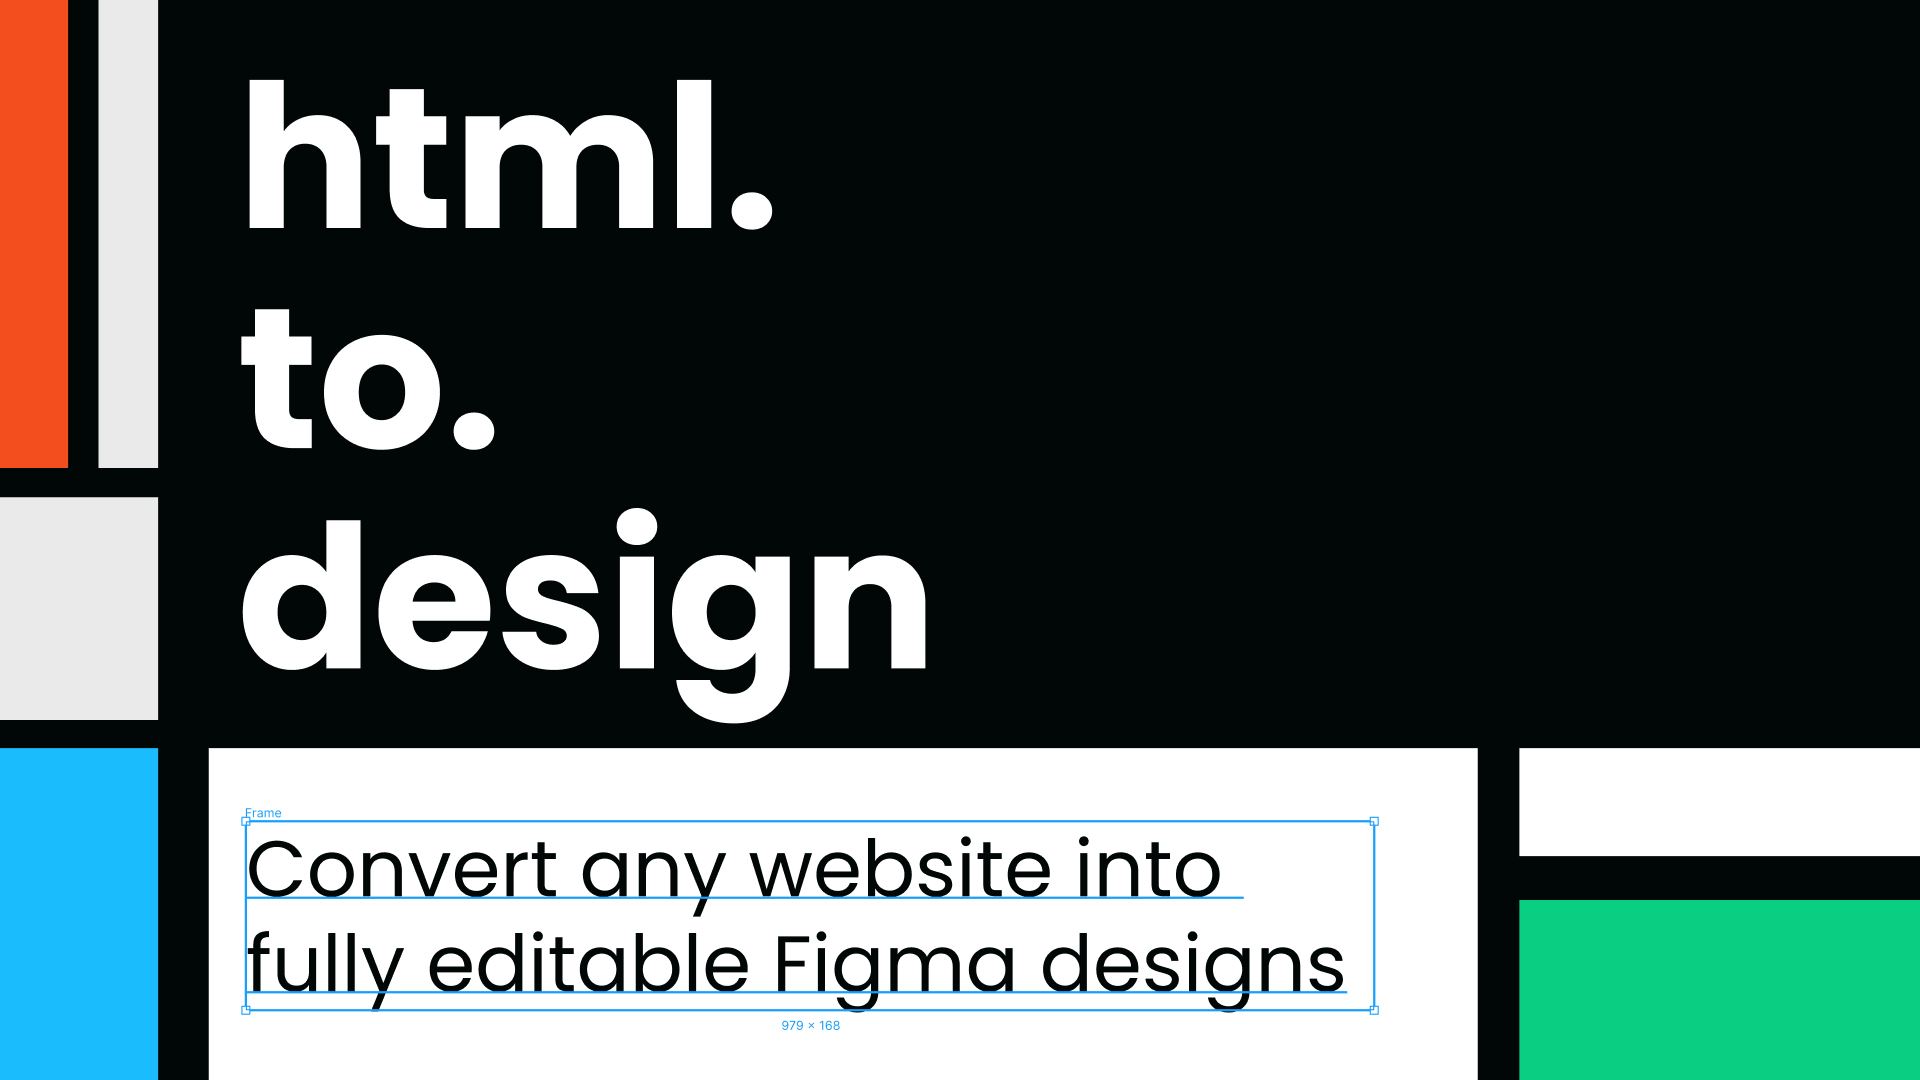 html.
to.
design
Frame
Convert any website into
fully editable Figma designs
979 × 168